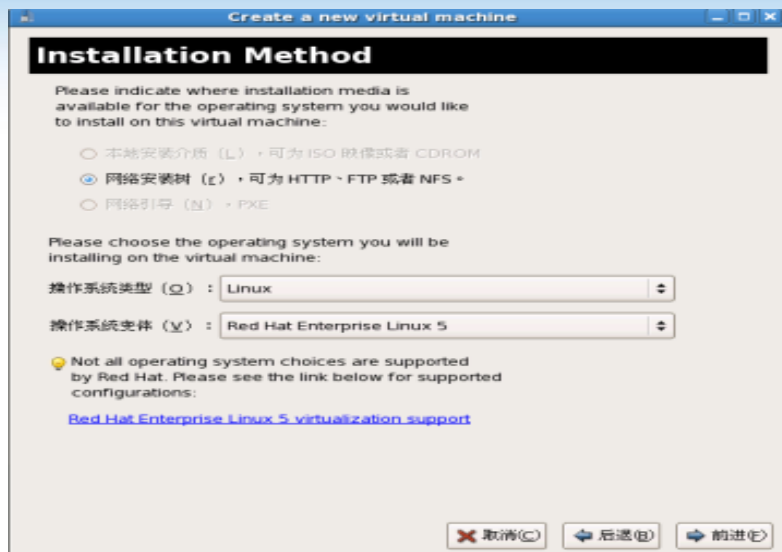 Create a new virtual machine
Installation Method
Please indicate where installation media is
available for the operating system you would like
to install on this virtual machine:
本地安装介质 (L)，可为 ISO 映像或者 CDROM
网络安装树 (r)，可为 HTTP、FTP 或者 NFS。
网络引导 (N)，PXE
Please choose the operating system you will be
installing on the virtual machine:
操作系统类型 (O) : Linux
操作系统变体 (V) : Red Hat Enterprise Linux 5
Not all operating system choices are supported
by Red Hat. Please see the link below for supported
configurations:
Red Hat Enterprise Linux 5 virtualization support
取消(C) 后退(B) 前进(F)